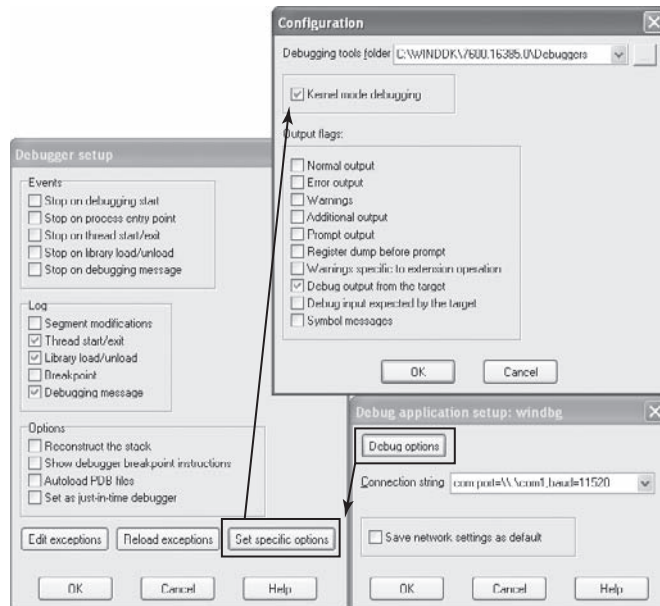 Configuration
Debugging tools folder C:\WINDDK\7600.16385.0\Debuggers ...
Kernel mode debugging
Output flags:
Normal output
Error output
Warnings
Additional output
Prompt output
Register dump before prompt
Warnings specific to extension operation
Debug output from the target
Debug input expected by the target
Symbol messages
OK Cancel
Debugger setup
Events
Stop on debugging start
Stop on process entry point
Stop on thread start/exit
Stop on library load/unload
Stop on debugging message
Log
Segment modifications
Thread start/exit
Library load/unload
Breakpoint
Debugging message
Options
Reconstruct the stack
Show debugger breakpoint instructions
Autoload PDB files
Set as just-in-time debugger
Edit exceptions Reload exceptions Set specific options
OK Cancel Help
Debug application setup: windbg
Debug options
Connection string com:port=\\.\com1,baud=11520
Save network settings as default
OK Cancel Help